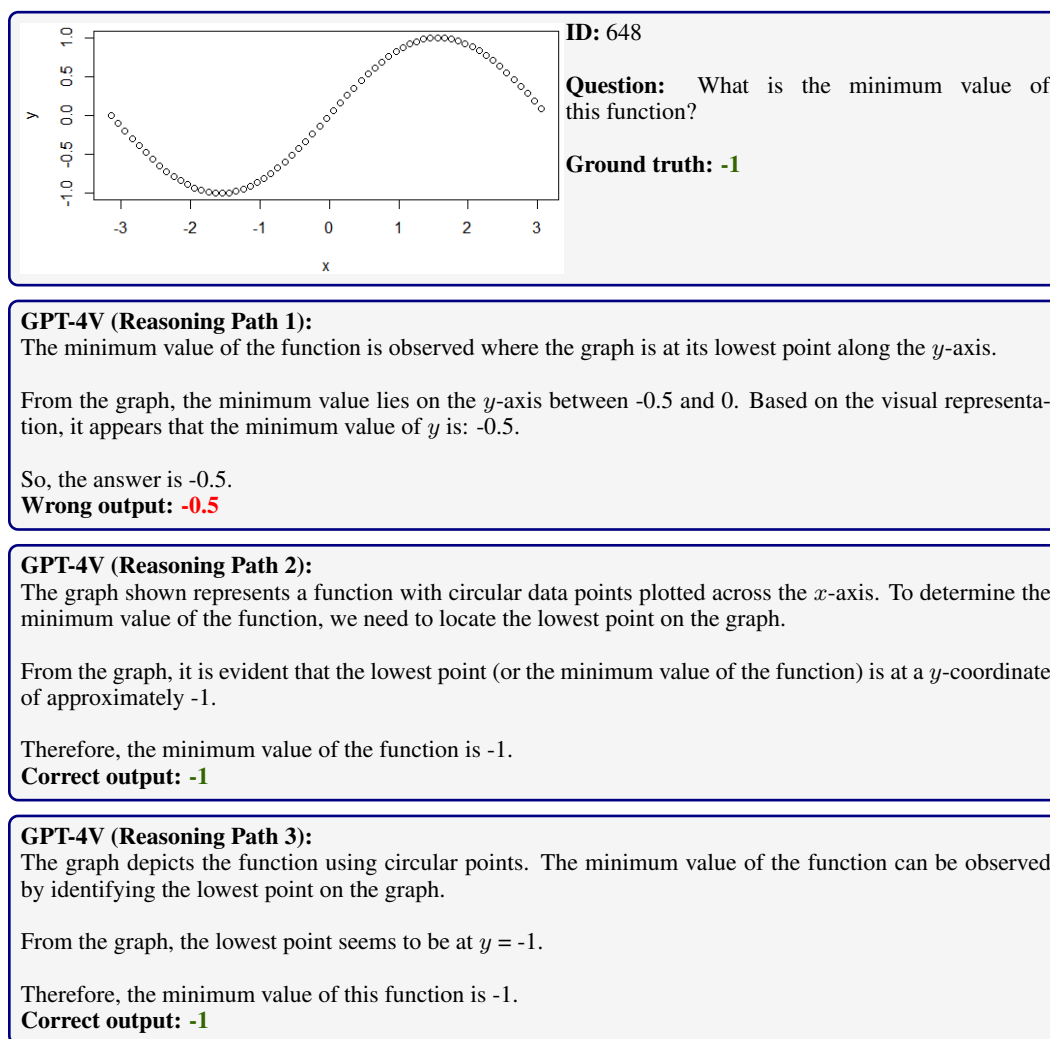 1.0
0.5
0.0
-0.5
-1.0
y
-3 -2 -1 0 1 2 3
x
ID: 648
Question: What is the minimum value of
this function?
Ground truth: -1
GPT-4V (Reasoning Path 1):
The minimum value of the function is observed where the graph is at its lowest point along the y-axis.
From the graph, the minimum value lies on the y-axis between -0.5 and 0. Based on the visual representa-
tion, it appears that the minimum value of y is: -0.5.
So, the answer is -0.5.
Wrong output: -0.5
GPT-4V (Reasoning Path 2):
The graph shown represents a function with circular data points plotted across the x-axis. To determine the
minimum value of the function, we need to locate the lowest point on the graph.
From the graph, it is evident that the lowest point (or the minimum value of the function) is at a y-coordinate
of approximately -1.
Therefore, the minimum value of the function is -1.
Correct output: -1
GPT-4V (Reasoning Path 3):
The graph depicts the function using circular points. The minimum value of the function can be observed
by identifying the lowest point on the graph.
From the graph, the lowest point seems to be at y = -1.
Therefore, the minimum value of this function is -1.
Correct output: -1